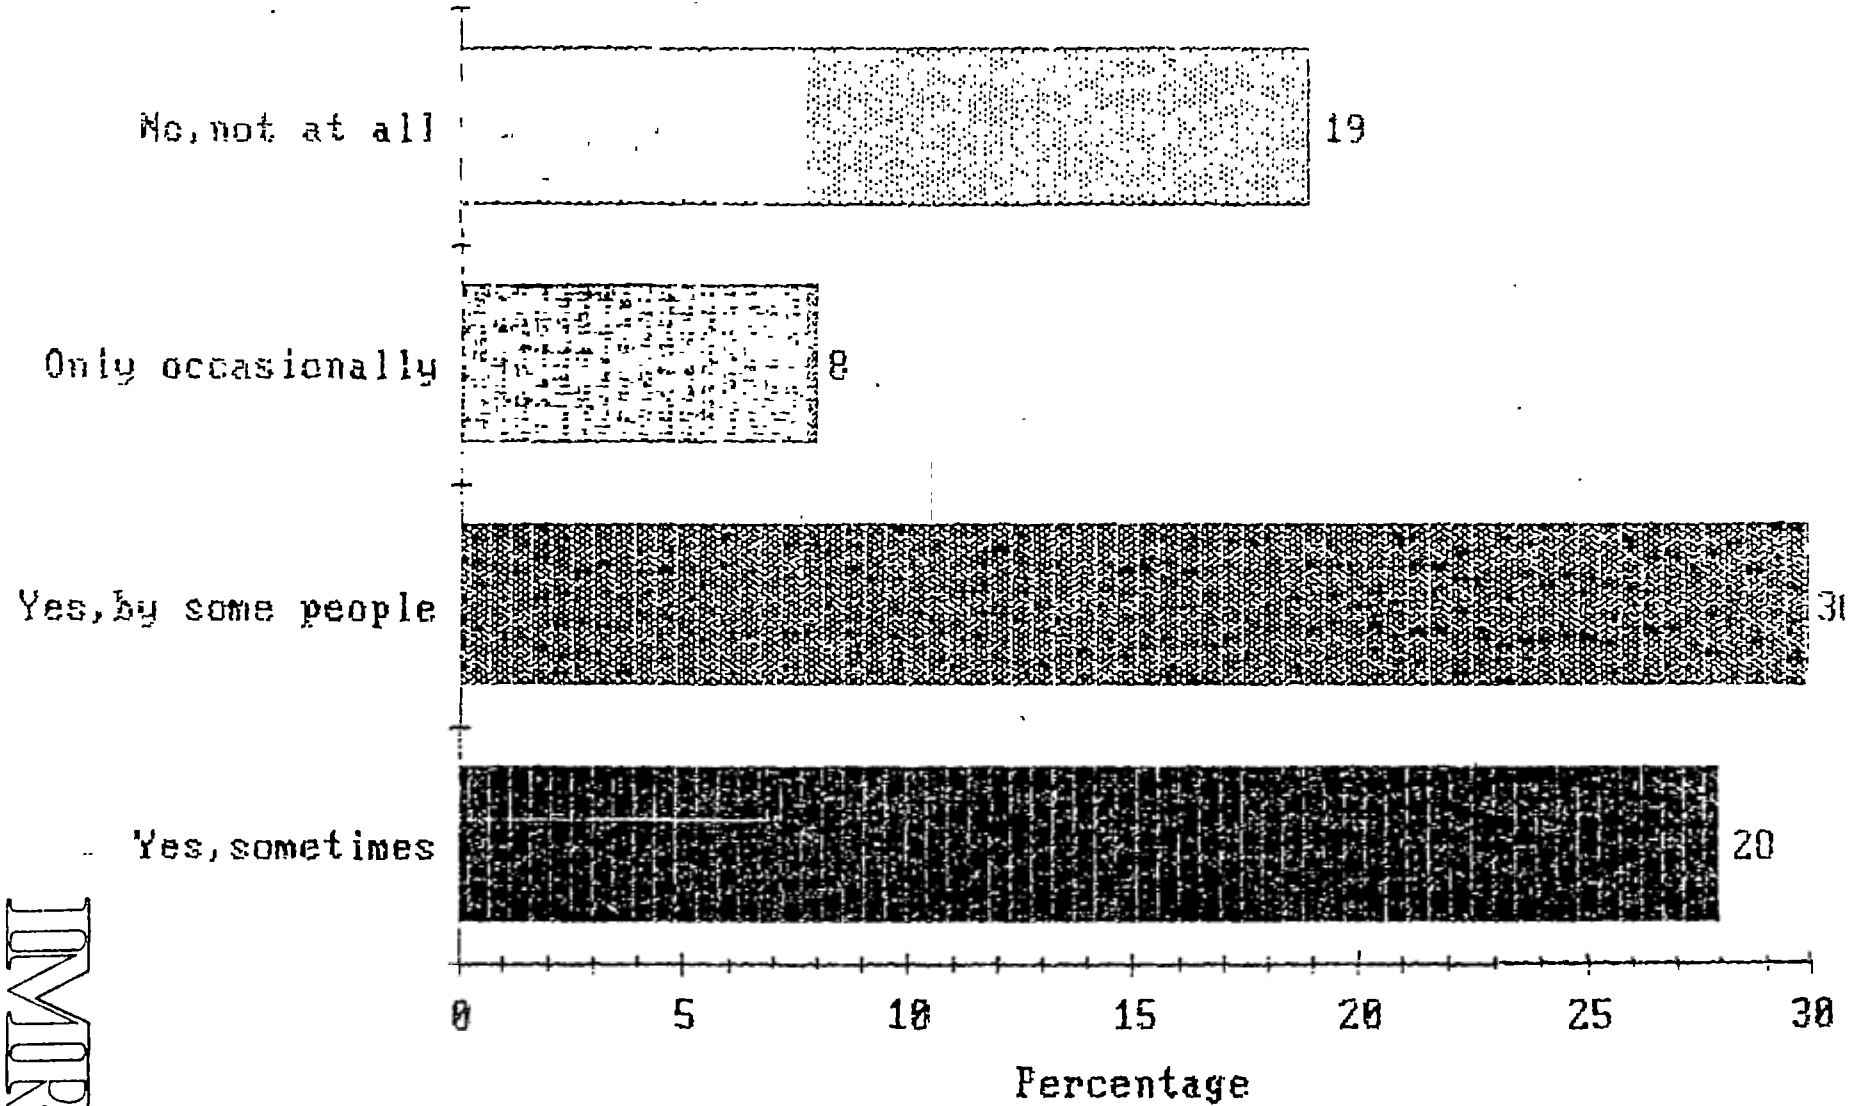 No,not at all 19
Only occasionally 8
Yes,by some people 31
Yes,sometimes 20
0 5 10 15 20 25 30
Percentage